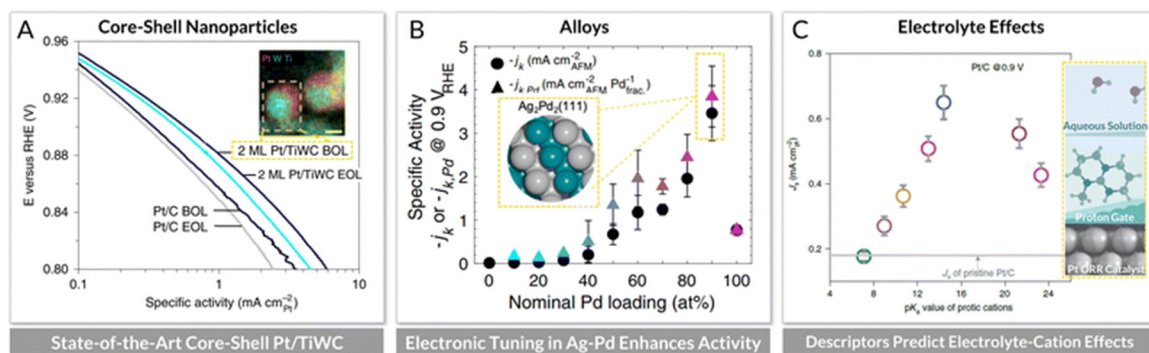 A
Core-Shell Nanoparticles
0.96
0.92
0.88
0.84
0.80
E versus RHE (V)
Pt W Ti
2 ML Pt/TiWC BOL
2 ML Pt/TiWC EOL
Pt/C BOL
Pt/C EOL
0.1
1
10
Specific activity (mA cm⁻²Pt)
State-of-the-Art Core-Shell Pt/TiWC
B
Alloys
5
4
3
2
1
0
Specific Activity
-jk or -jk,Pd @ 0.9 VRHE
-jk (mA cm⁻²AFM)
-jk,Pd (mA cm⁻²AFM Pd⁻¹frac.)
Ag₂Pd₂(111)
0 20 40 60 80 100
Nominal Pd loading (at%)
Electronic Tuning in Ag-Pd Enhances Activity
C
Electrolyte Effects
0.8
0.6
0.4
0.2
Js (mA cm⁻²Pt)
Pt/C @0.9 V
Js of pristine Pt/C
4 8 12 16 20 24
pKa value of protic cations
Aqueous Solution
Proton Gate
Pt ORR Catalyst
Descriptors Predict Electrolyte-Cation Effects